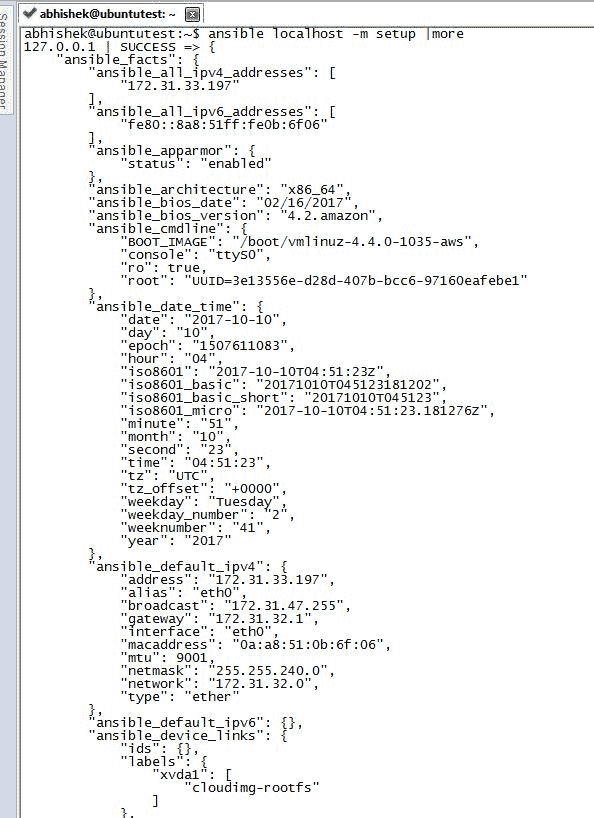 Session Manager
abhishek@ubuntutest: ~
abhishek@ubuntutest:~$ ansible localhost -m setup |more
127.0.0.1 | SUCCESS => {
    "ansible_facts": {
        "ansible_all_ipv4_addresses": [
            "172.31.33.197"
        ],
        "ansible_all_ipv6_addresses": [
            "fe80::8a8:51ff:fe0b:6f06"
        ],
        "ansible_apparmor": {
            "status": "enabled"
        },
        "ansible_architecture": "x86_64",
        "ansible_bios_date": "02/16/2017",
        "ansible_bios_version": "4.2.amazon",
        "ansible_cmdline": {
            "BOOT_IMAGE": "/boot/vmlinuz-4.4.0-1035-aws",
            "console": "ttyS0",
            "ro": true,
            "root": "UUID=3e13556e-d28d-407b-bcc6-97160eafebe1"
        },
        "ansible_date_time": {
            "date": "2017-10-10",
            "day": "10",
            "epoch": "1507611083",
            "hour": "04",
            "iso8601": "2017-10-10T04:51:23Z",
            "iso8601_basic": "20171010T045123181202",
            "iso8601_basic_short": "20171010T045123",
            "iso8601_micro": "2017-10-10T04:51:23.181276Z",
            "minute": "51",
            "month": "10",
            "second": "23",
            "time": "04:51:23",
            "tz": "UTC",
            "tz_offset": "+0000",
            "weekday": "Tuesday",
            "weekday_number": "2",
            "weeknumber": "41",
            "year": "2017"
        },
        "ansible_default_ipv4": {
            "address": "172.31.33.197",
            "alias": "eth0",
            "broadcast": "172.31.47.255",
            "gateway": "172.31.32.1",
            "interface": "eth0",
            "macaddress": "0a:a8:51:0b:6f:06",
            "mtu": 9001,
            "netmask": "255.255.240.0",
            "network": "172.31.32.0",
            "type": "ether"
        },
        "ansible_default_ipv6": {},
        "ansible_device_links": {
            "ids": {},
            "labels": {
                "xvda1": [
                    "cloudimg-rootfs"
                ]
            },